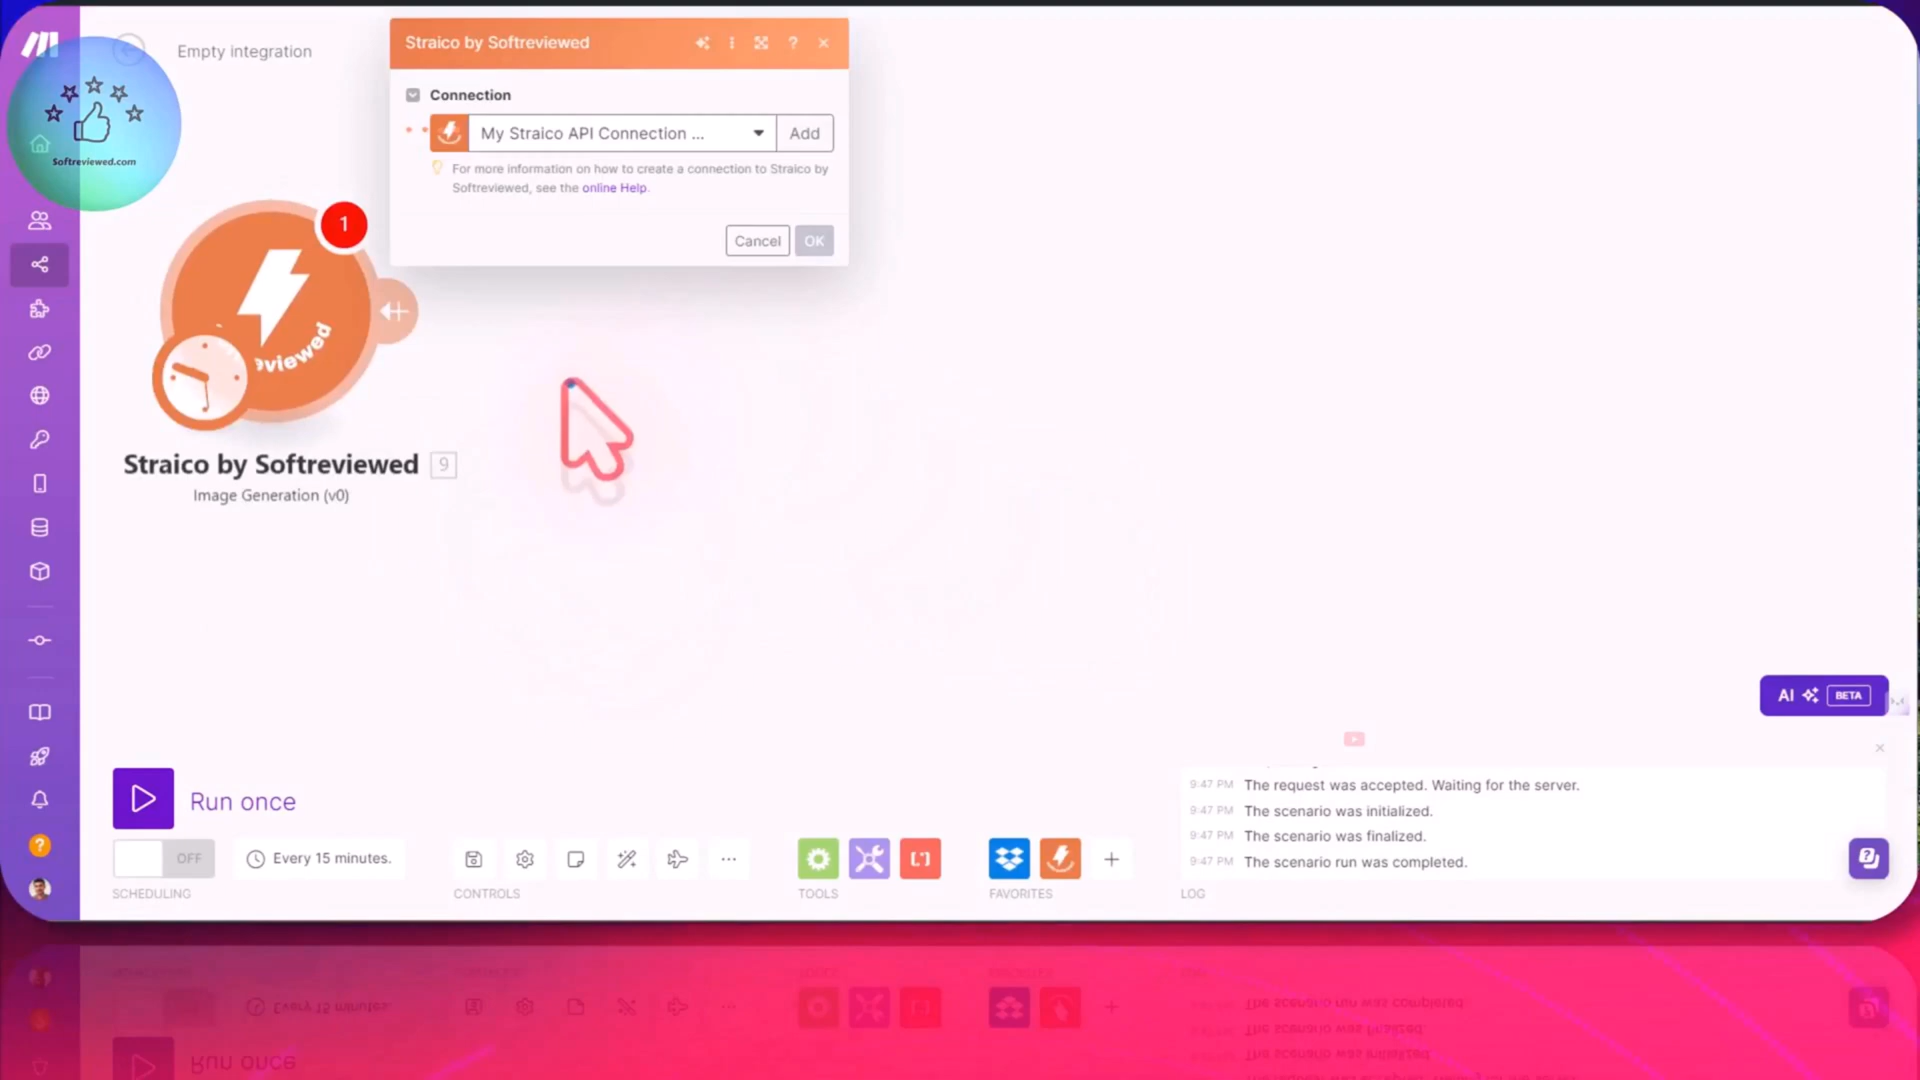 Empty integration
Softreviewed.com
Straico by Softreviewed
?
Connection
My Straico API Connection ...
Add
For more information on how to create a connection to Straico by
Softreviewed, see the online Help.
Cancel
OK
1
Straico by Softreviewed
9
Image Generation (v0)
AI
BETA
Run once
OFF
Every 15 minutes.
SCHEDULING
CONTROLS
TOOLS
FAVORITES
9:47 PM The request was accepted. Waiting for the server.
9:47 PM The scenario was initialized.
9:47 PM The scenario was finalized.
9:47 PM The scenario run was completed.
LOG